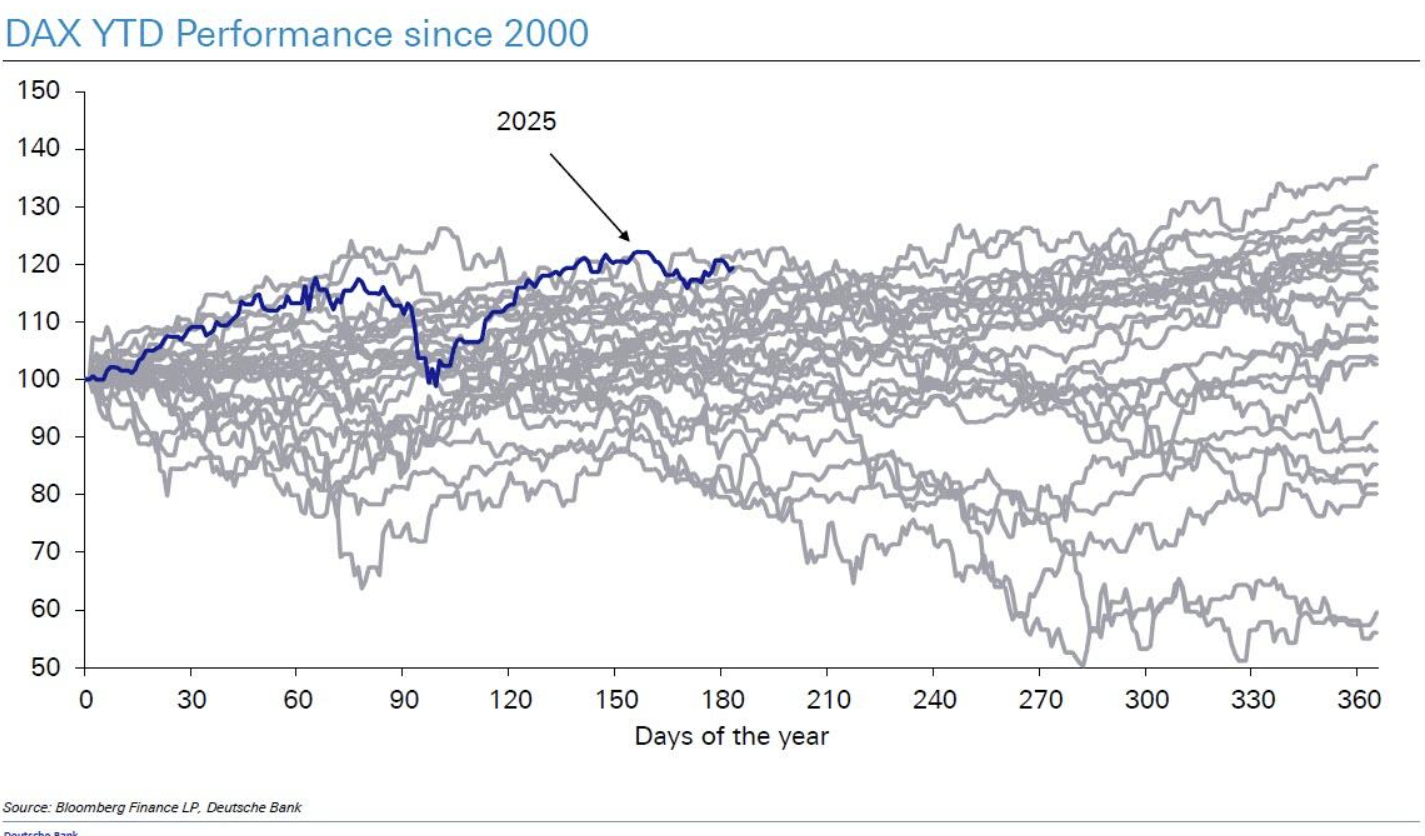 DAX YTD Performance since 2000
150
2025
140
130
120
110
100
90
80
70
60
50
0 30 60 90 120 150 180 210 240 270 300 330 360
Days of the year
Source: Bloomberg Finance LP, Deutsche Bank
Deutsche Bank